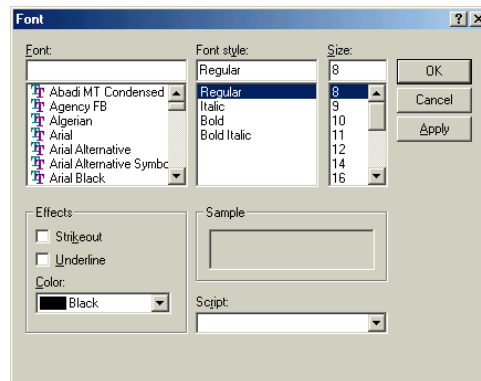 Font
Font:
Font style:
Size:
Regular
8
OK
Abadi MT Condensed
Agency FB
Algerian
Arial
Arial Alternative
Arial Alternative Symbo
Arial Black
Regular
Italic
Bold
Bold Italic
8
9
10
11
12
14
16
Cancel
Apply
Effects
Strikeout
Underline
Color:
Black
Sample
Script: